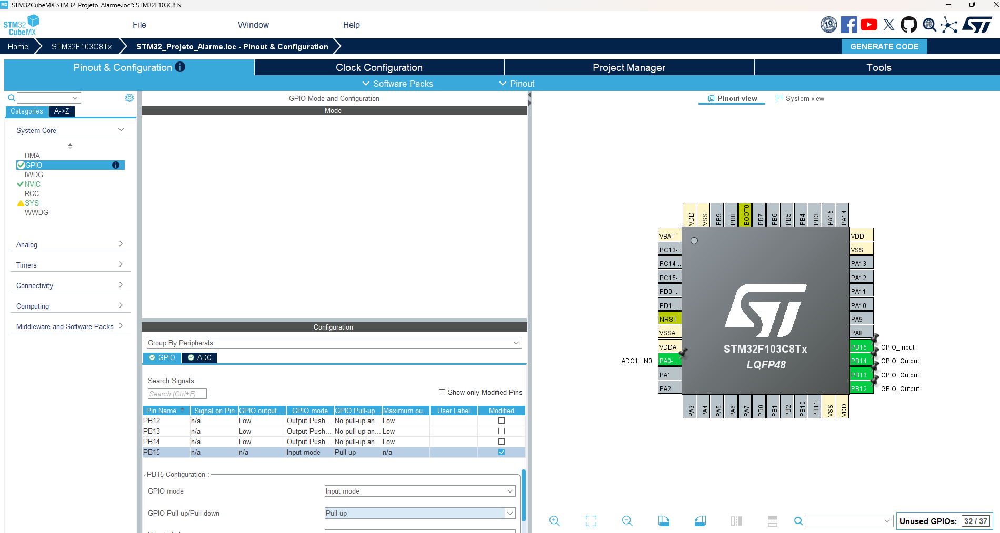 MX STM32CubeMX STM32_Projeto_Alarme.ioc*: STM32F103C8Tx
STM32 CubeMX
File
Window
Help
10
Home
STM32F103C8Tx
STM32_Projeto_Alarme.ioc - Pinout & Configuration
GENERATE CODE
Pinout & Configuration
Clock Configuration
Project Manager
Tools
Software Packs
Pinout
Categories
A->Z
System Core
DMA
GPIO
IWDG
NVIC
RCC
SYS
WWDG
Analog
Timers
Connectivity
Computing
Middleware and Software Packs
GPIO Mode and Configuration
Mode
Configuration
Group By Peripherals
GPIO
ADC
Search Signals
Search (Ctrl+F)
Show only Modified Pins
Pin Name Signal on Pin GPIO output ... GPIO mode GPIO Pull-up... Maximum ou... User Label Modified
PB12 n/a Low Output Push... No pull-up an... Low
PB13 n/a Low Output Push... No pull-up an... Low
PB14 n/a Low Output Push... No pull-up an... Low
PB15 n/a n/a Input mode Pull-up n/a
PB15 Configuration :
GPIO mode
Input mode
GPIO Pull-up/Pull-down
Pull-up
Pinout view
System view
VDD VSS PB9 PB8 BOOT0 PB7 PB6 PB5 PB4 PB3 PA15 PA14
VBAT
PC13-..
PC14-..
PC15-..
PD0-..
PD1-..
NRST
VSSA
VDDA
ADC1_IN0 PA0-..
PA1
PA2
ST
STM32F103C8Tx
LQFP48
VDD
VSS
PA13
PA12
PA11
PA10
PA9
PA8
PB15 GPIO_Input
PB14 GPIO_Output
PB13 GPIO_Output
PB12 GPIO_Output
PA3 PA4 PA5 PA6 PA7 PB0 PB1 PB2 PB10 PB11 VSS VDD
Unused GPIOs: 32 / 37